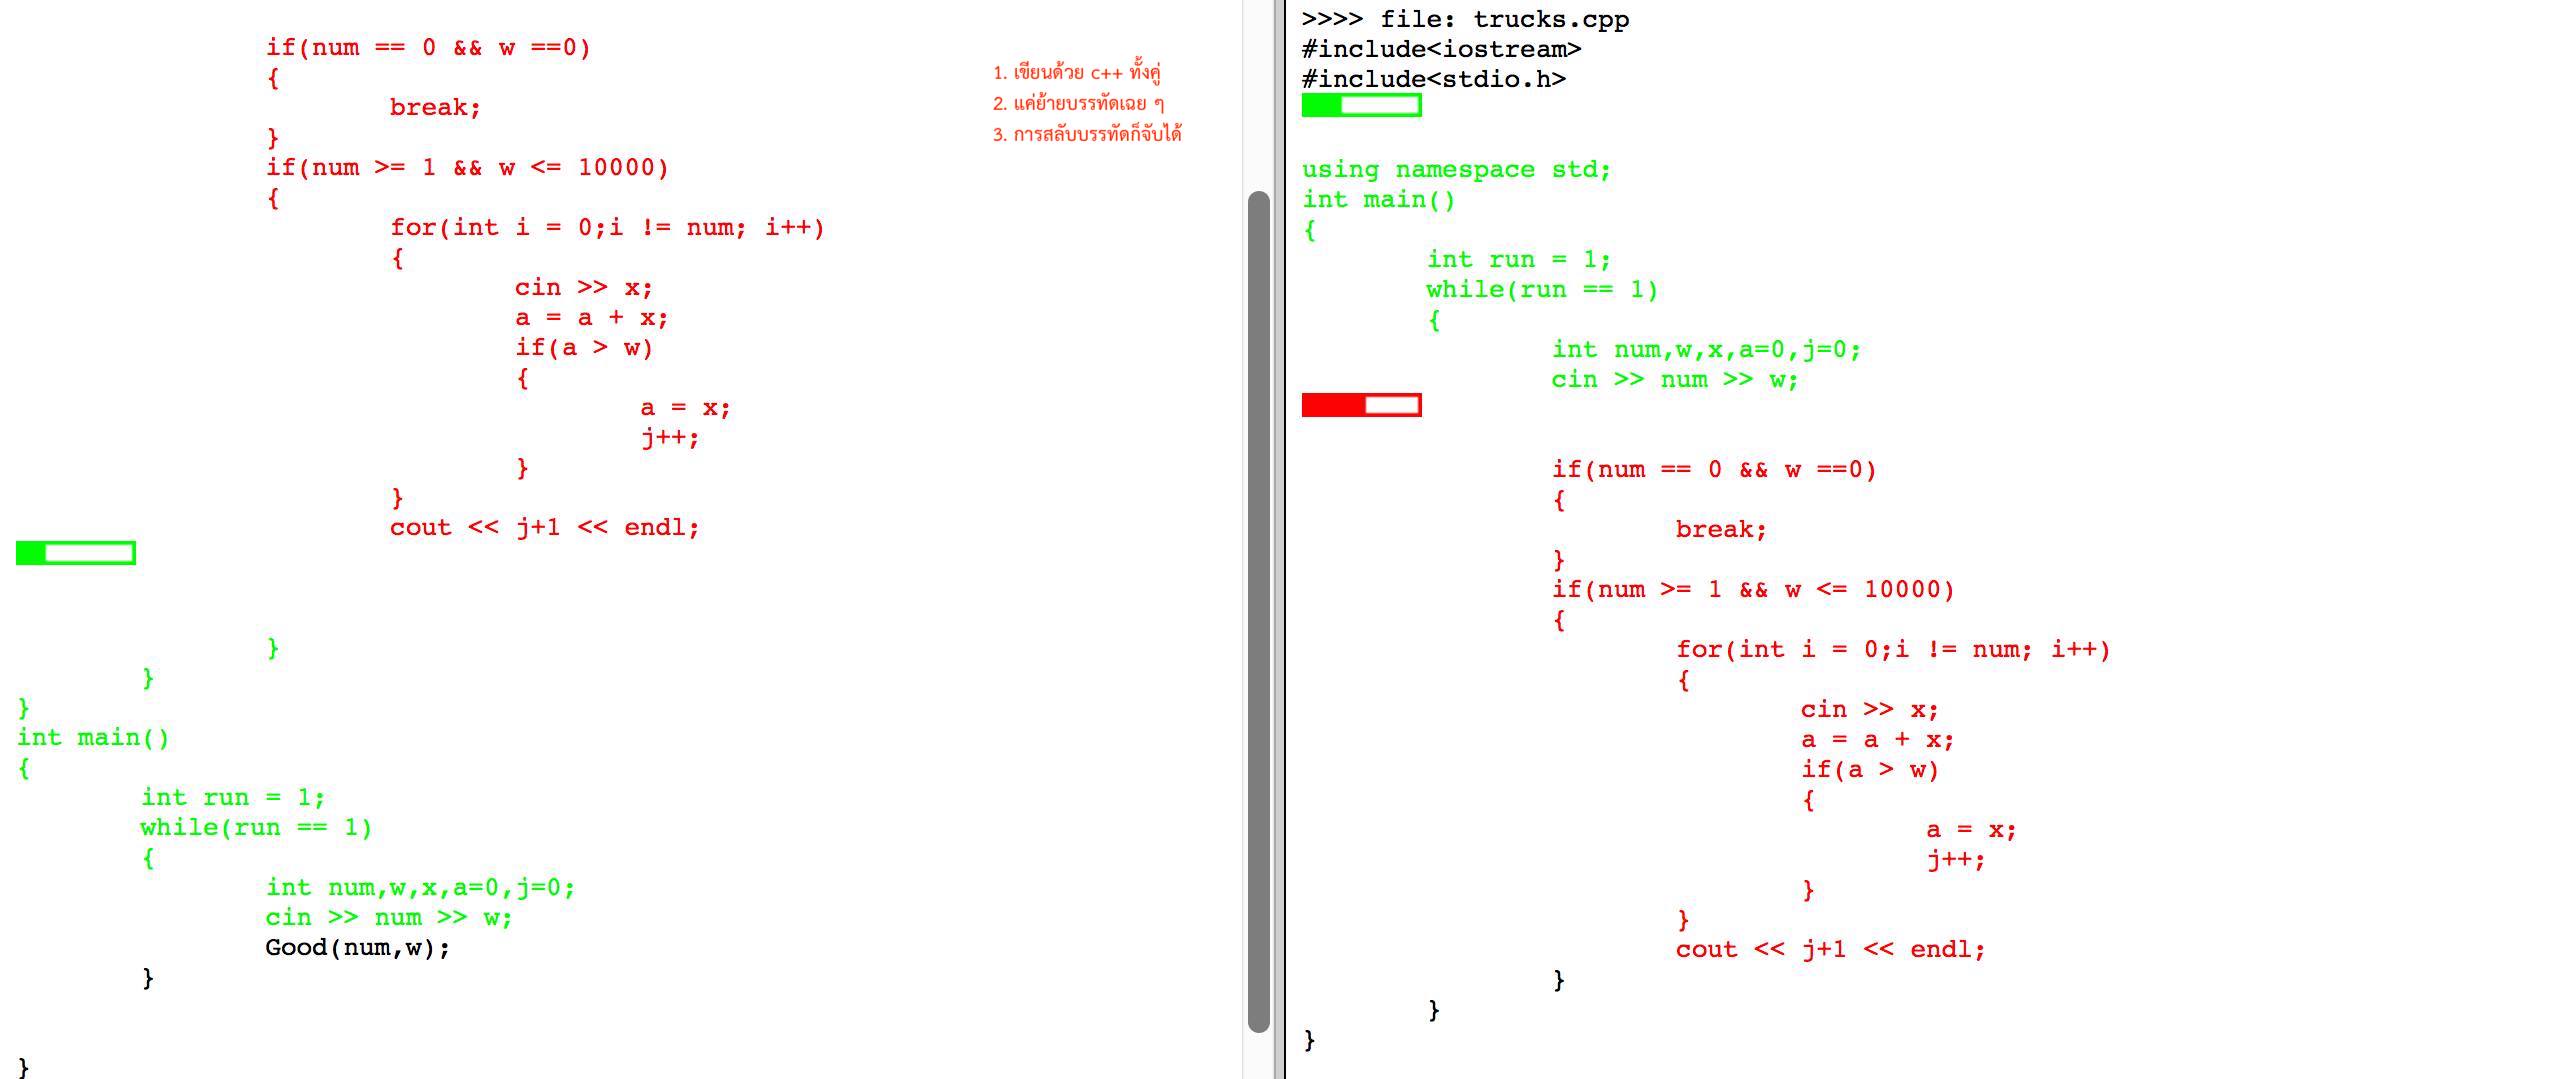 if(num == 0 && w ==0)
{
break;
}
if(num >= 1 && w <= 10000)
{
for(int i = 0;i != num; i++)
{
cin >> x;
a = a + x;
if(a > w)
{
a = x;
j++;
}
}
cout << j+1 << endl;
}
}
}
int main()
{
int run = 1;
while(run == 1)
{
int num,w,x,a=0,j=0;
cin >> num >> w;
Good(num,w);
}
}
1. เขียนด้วย c++ ทั้งคู่
2. แค่ย้ายบรรทัดเฉย ๆ
3. การสลับบรรทัดก็จับได้
>>>> file: trucks.cpp
#include<iostream>
#include<stdio.h>
using namespace std;
int main()
{
int run = 1;
while(run == 1)
{
int num,w,x,a=0,j=0;
cin >> num >> w;
if(num == 0 && w ==0)
{
break;
}
if(num >= 1 && w <= 10000)
{
for(int i = 0;i != num; i++)
{
cin >> x;
a = a + x;
if(a > w)
{
a = x;
j++;
}
}
cout << j+1 << endl;
}
}
}